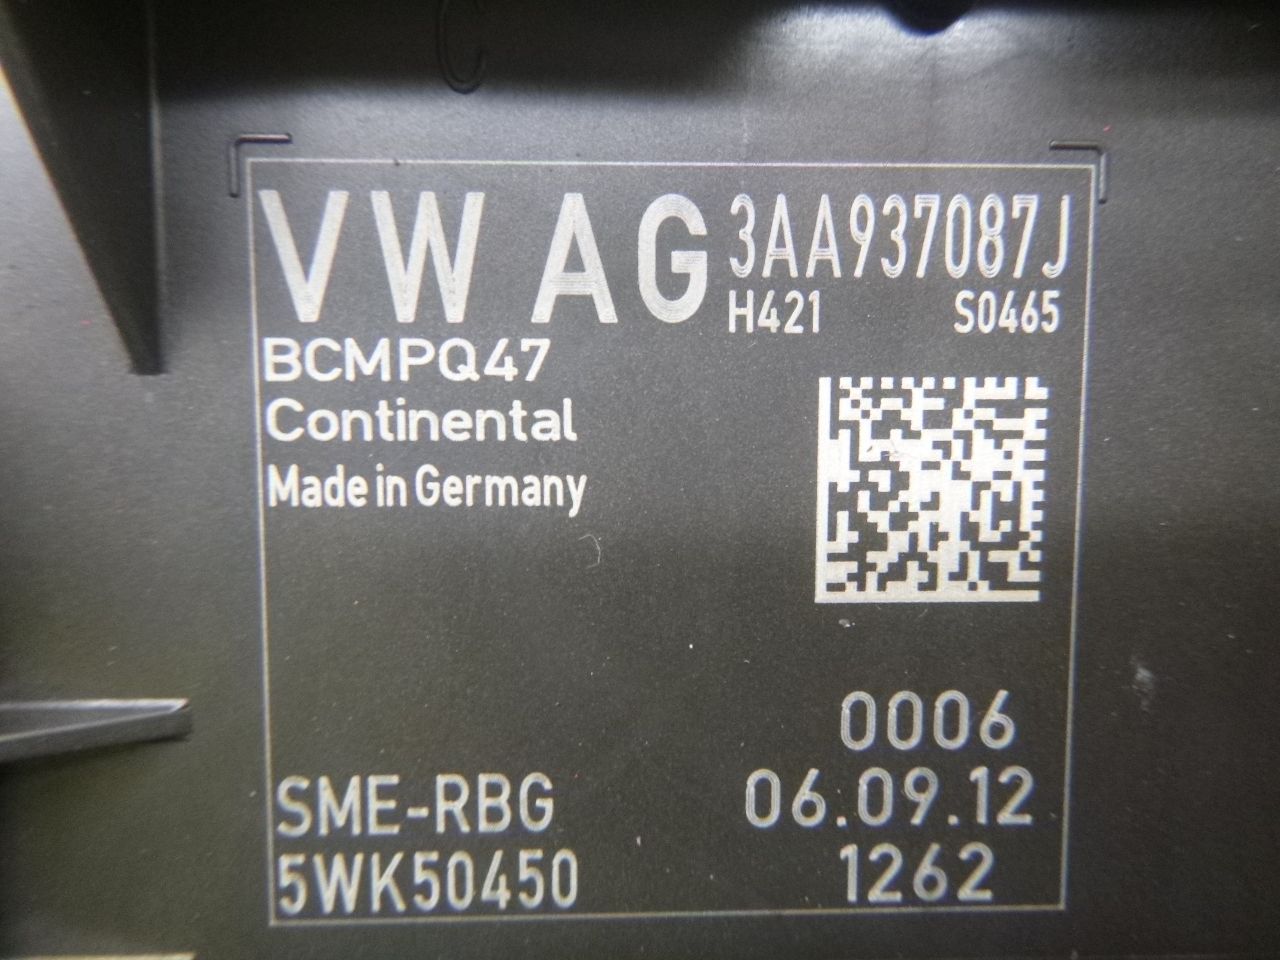 VW AG 3AA937087J
H421 S0465
BCMPQ47
Continental
Made in Germany
0006
SME-RBG 06.09.12
5WK50450 1262